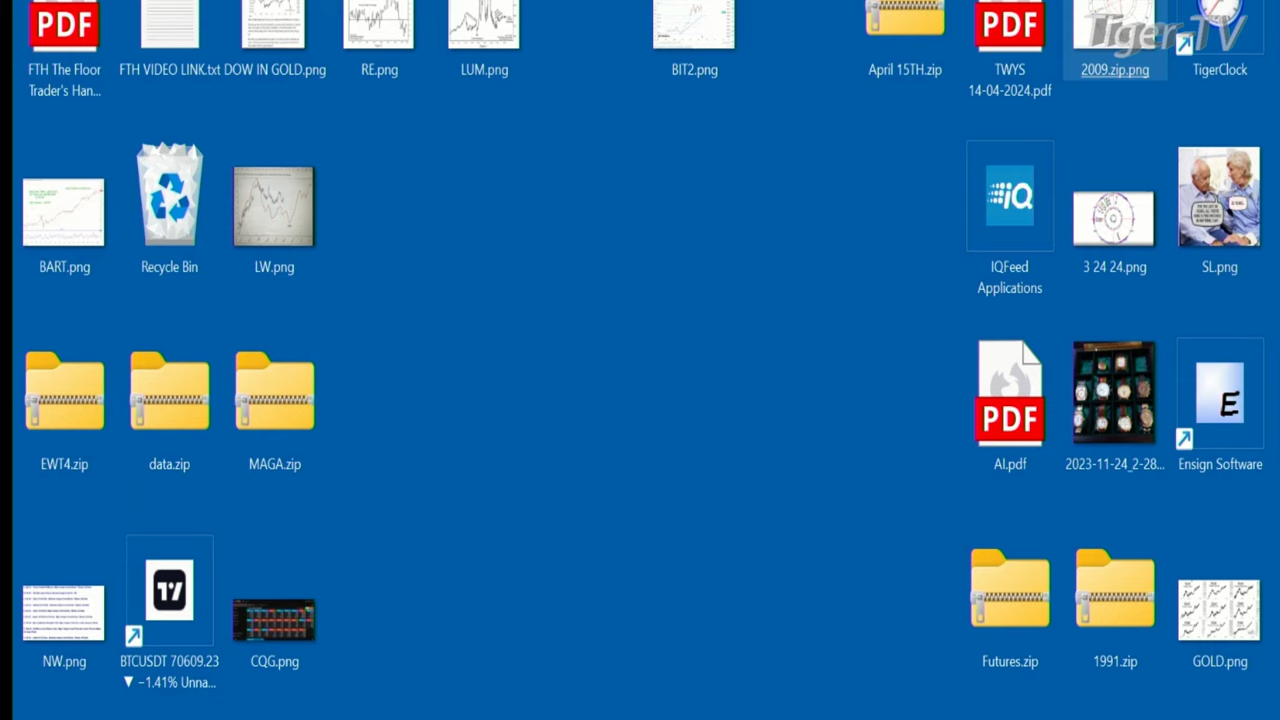 Tiger TV
PDF
PDF
FTH The Floor
Trader's Han...
FTH VIDEO LINK.txt
DOW IN GOLD.png
RE.png
LUM.png
BIT2.png
April 15TH.zip
TWYS
14-04-2024.pdf
2009.zip.png
TigerClock
iQ
BART.png
Recycle Bin
LW.png
IQFeed
Applications
3 24 24.png
SL.png
PDF
E
EWT4.zip
data.zip
MAGA.zip
AI.pdf
2023-11-24_2-28...
Ensign Software
NW.png
BTCUSDT 70609.23
▼ −1.41% Unna...
CQG.png
Futures.zip
1991.zip
GOLD.png